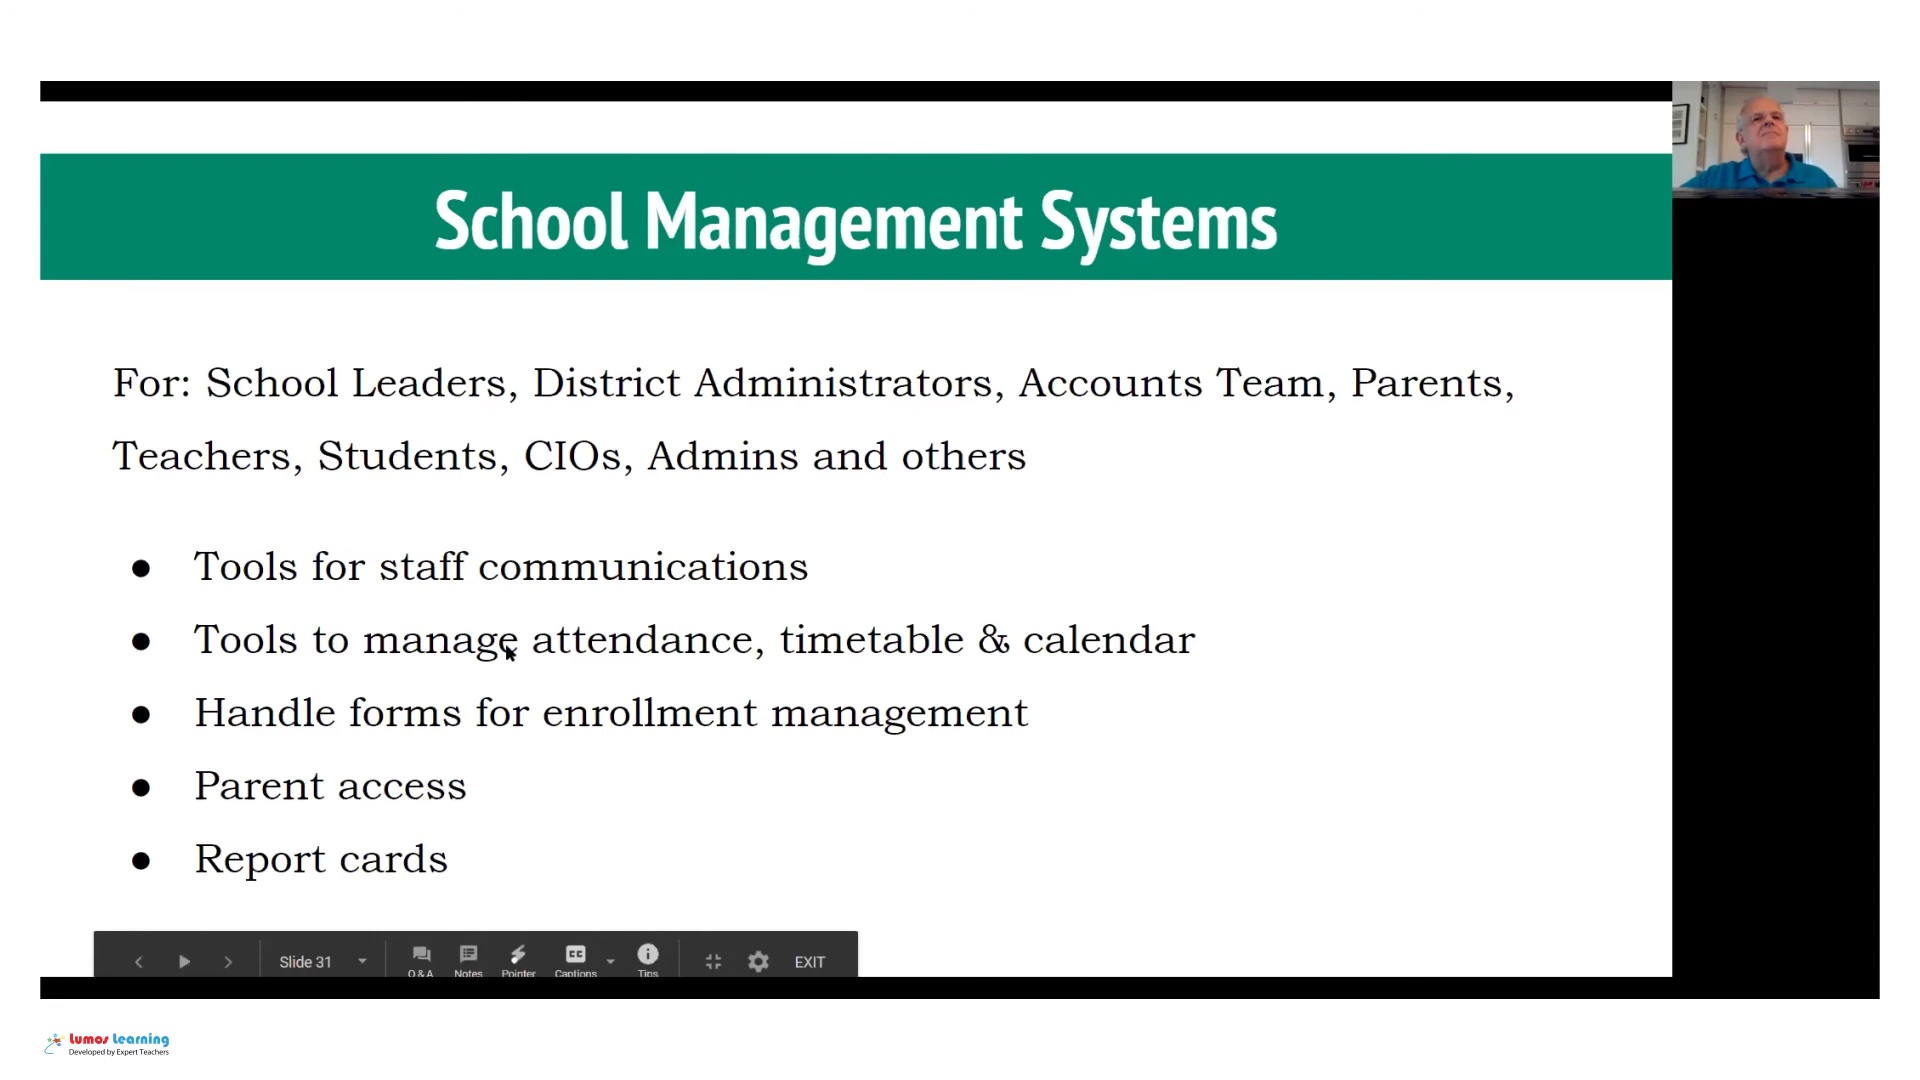 School Management Systems
For: School Leaders, District Administrators, Accounts Team, Parents,
Teachers, Students, CIOs, Admins and others
● Tools for staff communications
● Tools to manage attendance, timetable & calendar
● Handle forms for enrollment management
● Parent access
● Report cards
Slide 31
Q&A Notes Pointer Captions Tips EXIT
CC
Lumos Learning
Developed by Expert Teachers